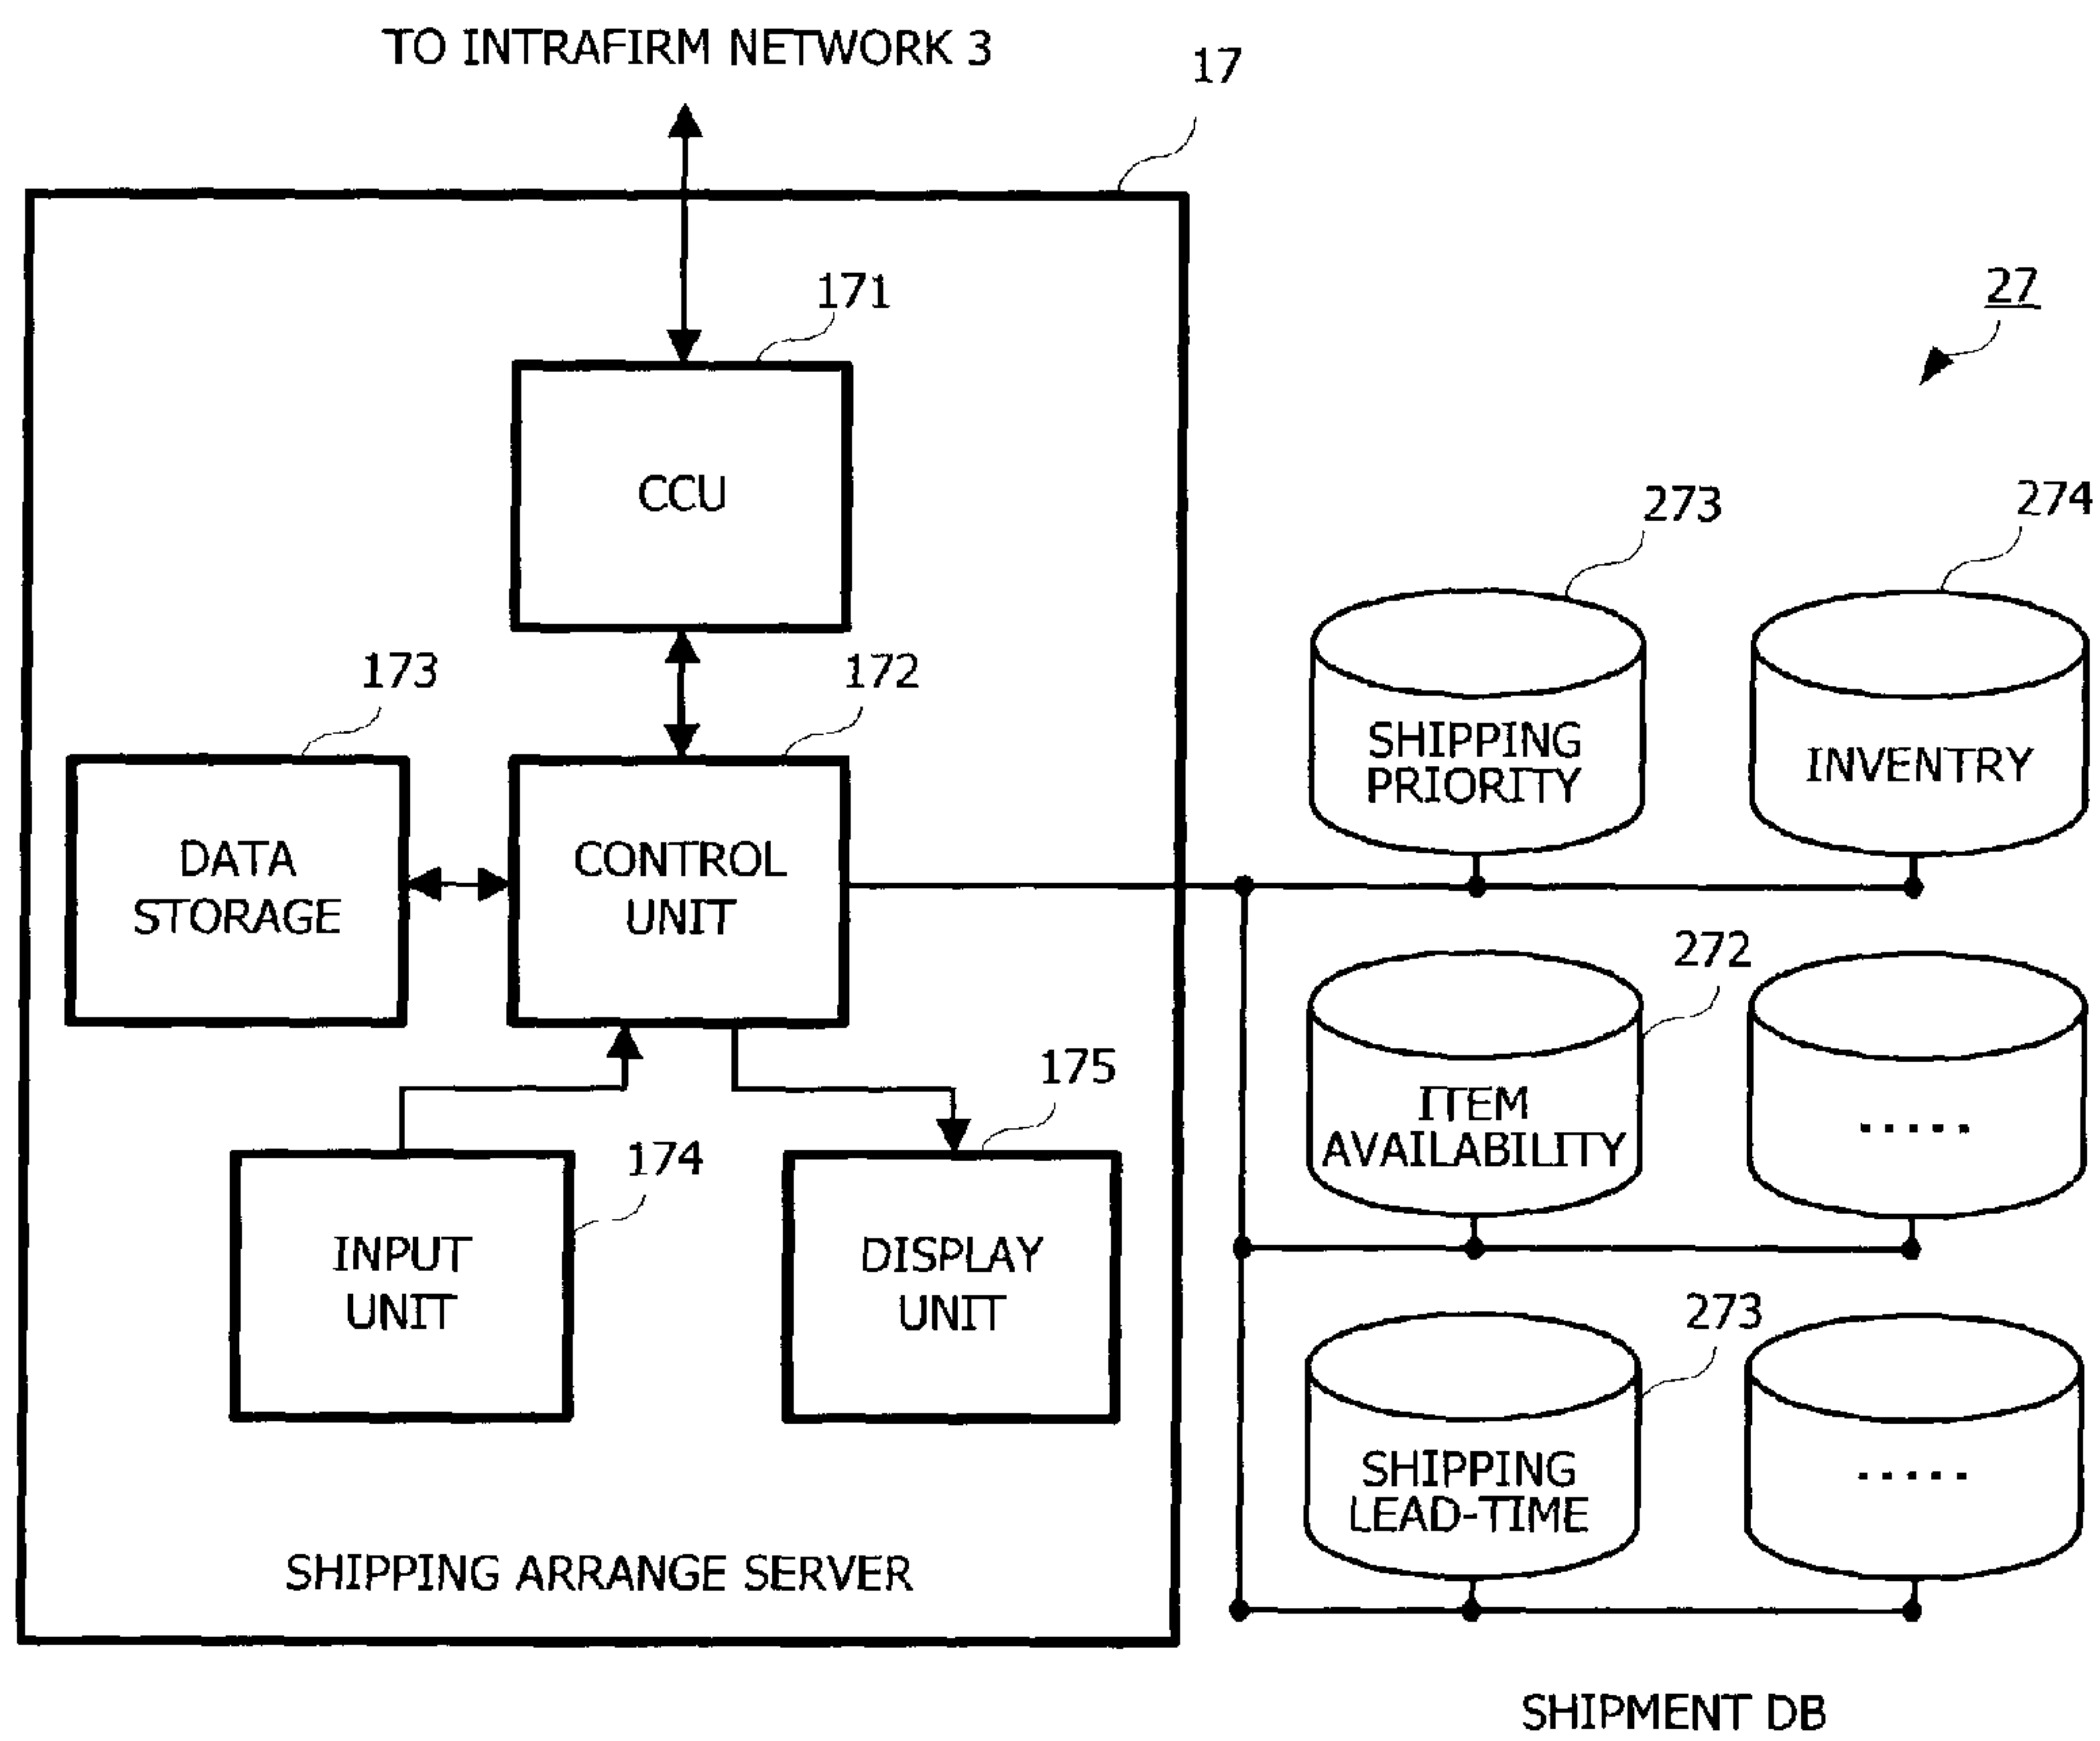 TO INTRAFIRM NETWORK 3
17
171
27
CCU
273
274
173
172
SHIPPING
PRIORITY
INVENTRY
DATA
STORAGE
CONTROL
UNIT
272
175
ITEM
AVAILABILITY
.....
174
INPUT
UNIT
DISPLAY
UNIT
273
SHIPPING
LEAD-TIME
.....
SHIPPING ARRANGE SERVER
SHIPMENT DB